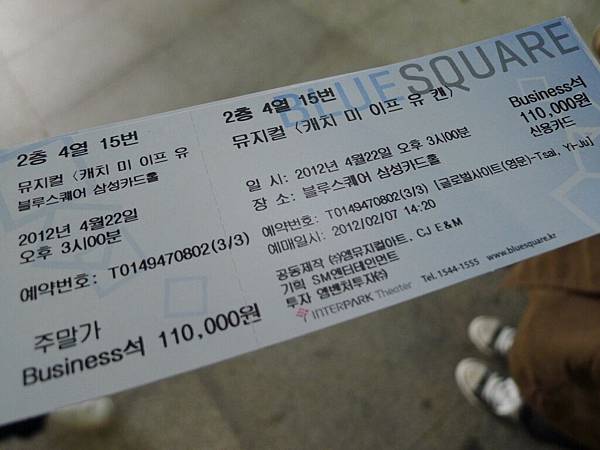 2층 4열 15번
뮤지컬 <캐치 미 이프 유
블루스퀘어 삼성카드홀
2012년 4월22일
오후 3시00분
예약번호: T0149470802(3/3)
주말가
Business석 110,000원
BLUESQUARE
2층 4열 15번
뮤지컬 <캐치 미 이프 유 캔>
Business석
110,000원
신용카드
일 시: 2012년 4월22일 오후 3시00분
장 소: 블루스퀘어 삼성카드홀
예약번호: T0149470802(3/3) [글로벌사이트(영문)-Tsai, Yi-Ju]
예매일시: 2012/02/07 14:20
공동제작 ㈜엠뮤지컬아트, CJ E&M
기획 SM엔터테인먼트
투자 엠벤처투자㈜
INTERPARK Theater Tel.1544-1555 www.bluesquare.kr